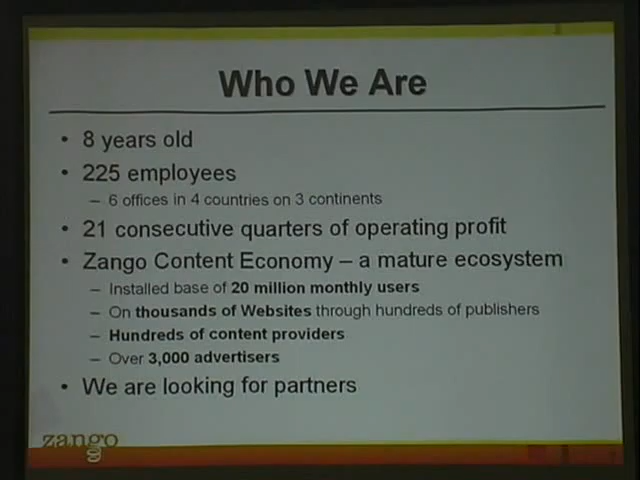 Who We Are
• 8 years old
• 225 employees
– 6 offices in 4 countries on 3 continents
• 21 consecutive quarters of operating profit
• Zango Content Economy – a mature ecosystem
– Installed base of 20 million monthly users
– On thousands of Websites through hundreds of publishers
– Hundreds of content providers
– Over 3,000 advertisers
• We are looking for partners
zango